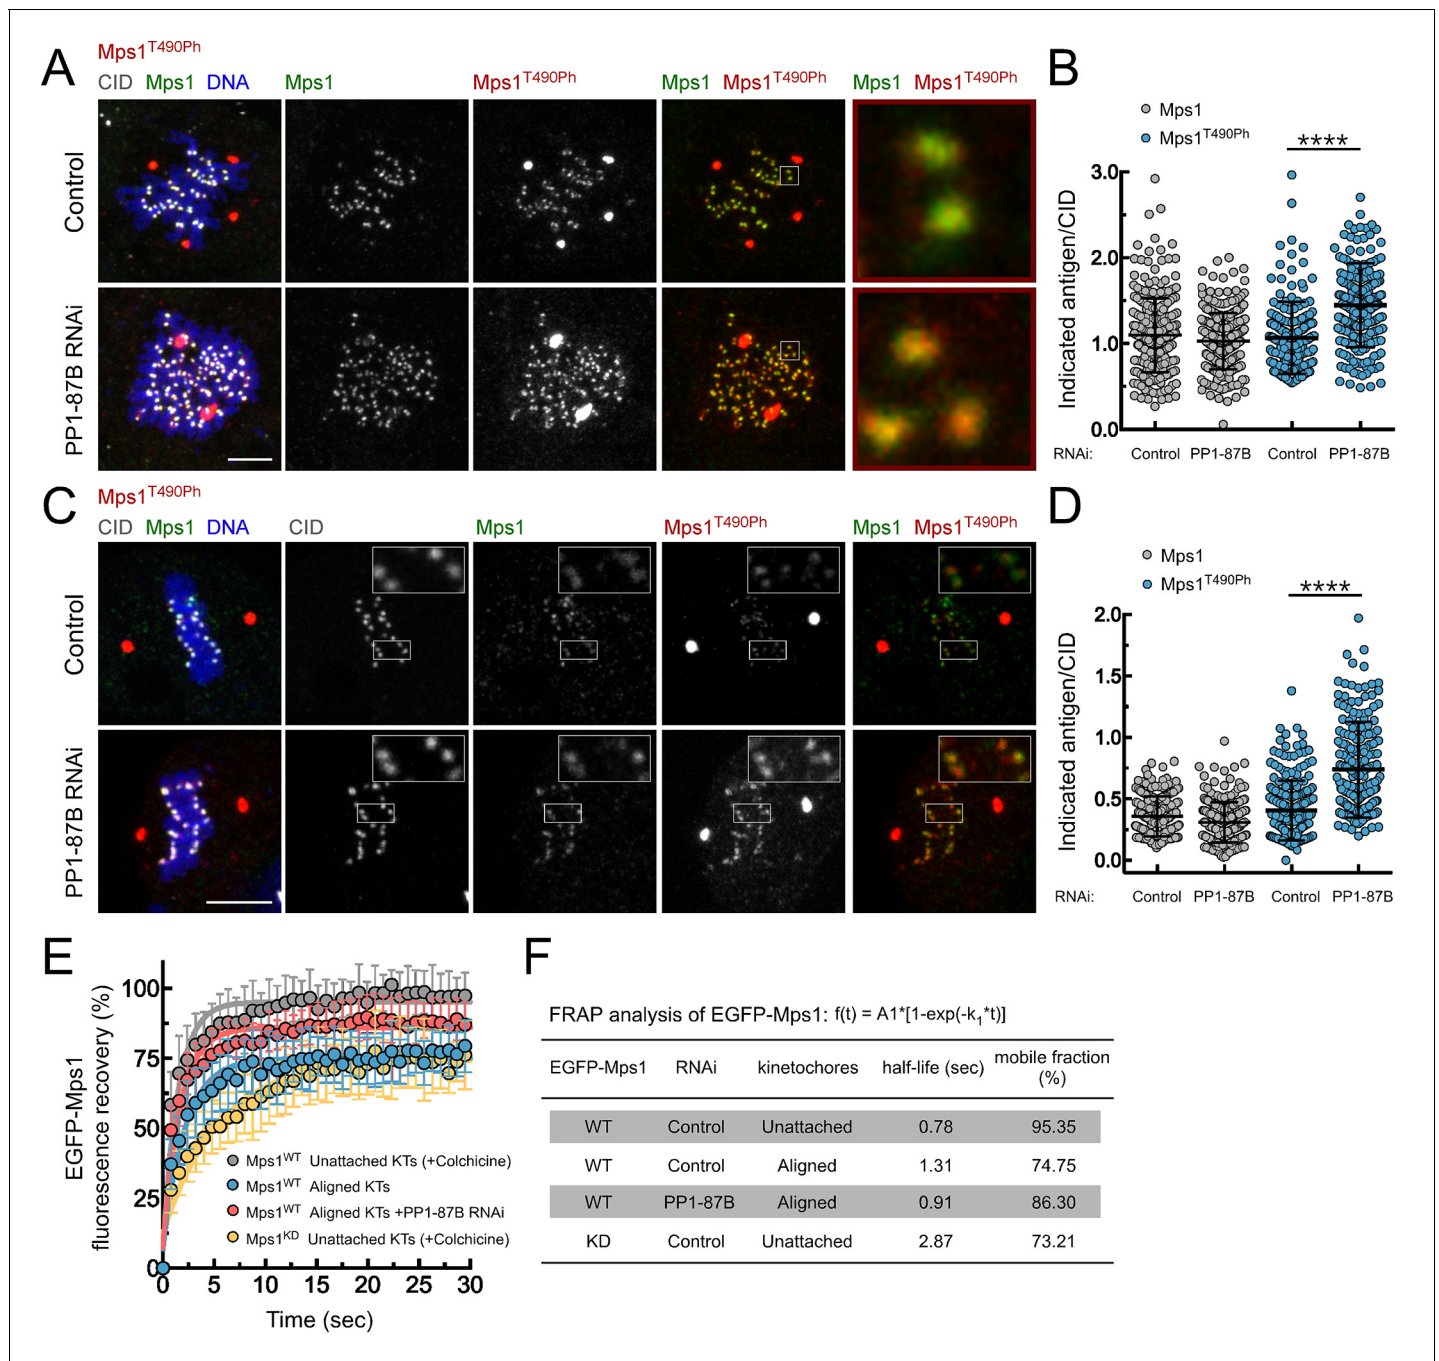 A
Mps1T490Ph
CID Mps1 DNA
Mps1
Mps1T490Ph
Mps1 Mps1T490Ph
Mps1 Mps1T490Ph
Control
PP1-87B RNAi
B
Mps1
Mps1T490Ph
****
Indicated antigen/CID
3.0
2.0
1.0
0.0
RNAi: Control PP1-87B Control PP1-87B
C
Mps1T490Ph
CID Mps1 DNA
CID
Mps1
Mps1T490Ph
Mps1 Mps1T490Ph
Control
PP1-87B RNAi
D
Mps1
Mps1T490Ph
****
Indicated antigen/CID
2.0
1.5
1.0
0.5
0.0
RNAi: Control PP1-87B Control PP1-87B
E
EGFP-Mps1
fluorescence recovery (%)
100
75
50
25
0
Mps1WT Unattached KTs (+Colchicine)
Mps1WT Aligned KTs
Mps1WT Aligned KTs +PP1-87B RNAi
Mps1KD Unattached KTs (+Colchicine)
0 5 10 15 20 25 30
Time (sec)
F
FRAP analysis of EGFP-Mps1: f(t) = A1*[1-exp(-k1*t)]
EGFP-Mps1 RNAi kinetochores half-life (sec) mobile fraction (%)
WT Control Unattached 0.78 95.35
WT Control Aligned 1.31 74.75
WT PP1-87B Aligned 0.91 86.30
KD Control Unattached 2.87 73.21